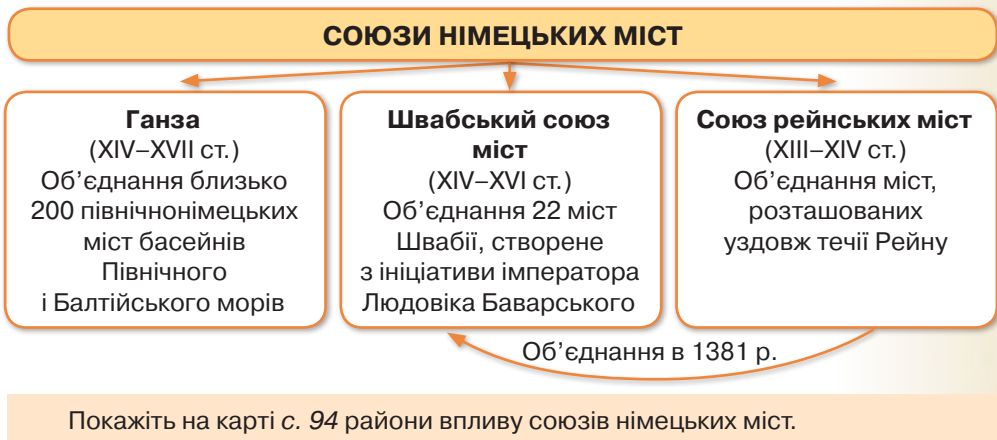 СОЮЗИ НІМЕЦЬКИХ МІСТ
Ганза
(XIV–XVII ст.)
Об’єднання близько
200 північнонімецьких
міст басейнів
Північного
і Балтійського морів
Швабський союз
міст
(XIV–XVI ст.)
Об’єднання 22 міст
Швабії, створене
з ініціативи імператора
Людовіка Баварського
Союз рейнських міст
(XIII–XIV ст.)
Об’єднання міст,
розташованих
уздовж течії Рейну
Об’єднання в 1381 р.
Покажіть на карті с. 94 райони впливу союзів німецьких міст.